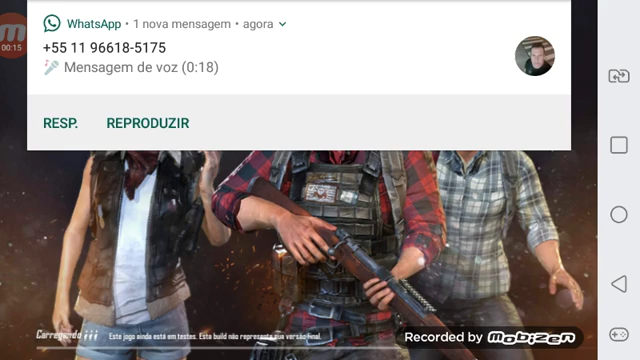 00:15
WhatsApp • 1 nova mensagem • agora
+55 11 96618-5175
Mensagem de voz (0:18)
RESP. REPRODUZIR
Carregando
Este jogo ainda está em testes. Esta build não representa sua versão final.
Recorded by Mobizen